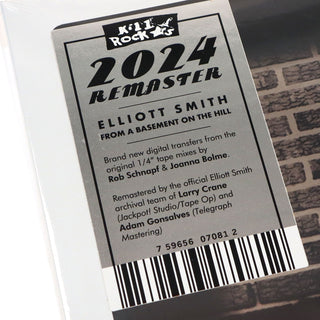 KILL
ROCK STARS
2024
REMASTER
ELLIOTT SMITH
FROM A BASEMENT ON THE HILL
Brand new digital transfers from the
original 1/4" tape mixes by
Rob Schnapf & Joanna Bolme.
Remastered by the official Elliott Smith
archival team of Larry Crane
(Jackpot! Studio/Tape Op) and
Adam Gonsalves (Telegraph
Mastering)
7 59656 07081 2